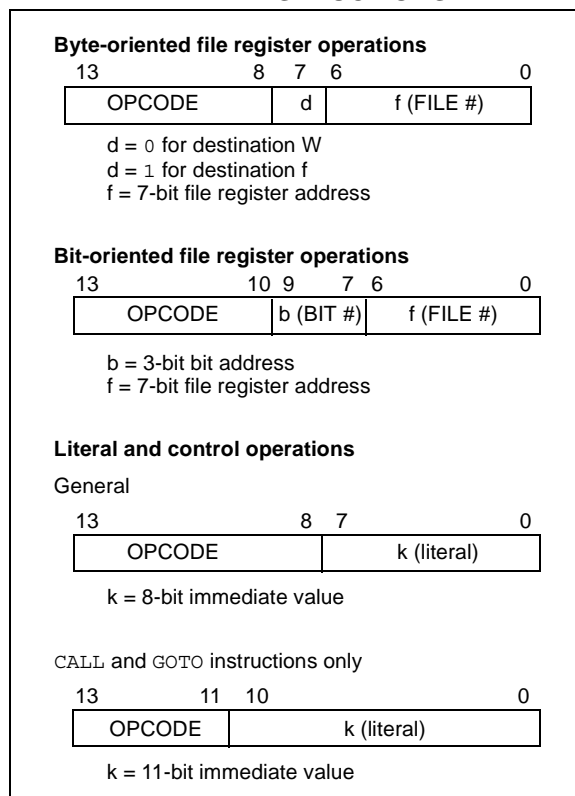 Byte-oriented file register operations
13 8 7 6 0
OPCODE d f (FILE #)
d = 0 for destination W
d = 1 for destination f
f = 7-bit file register address
Bit-oriented file register operations
13 10 9 7 6 0
OPCODE b (BIT #) f (FILE #)
b = 3-bit bit address
f = 7-bit file register address
Literal and control operations
General
13 8 7 0
OPCODE k (literal)
k = 8-bit immediate value
CALL and GOTO instructions only
13 11 10 0
OPCODE k (literal)
k = 11-bit immediate value